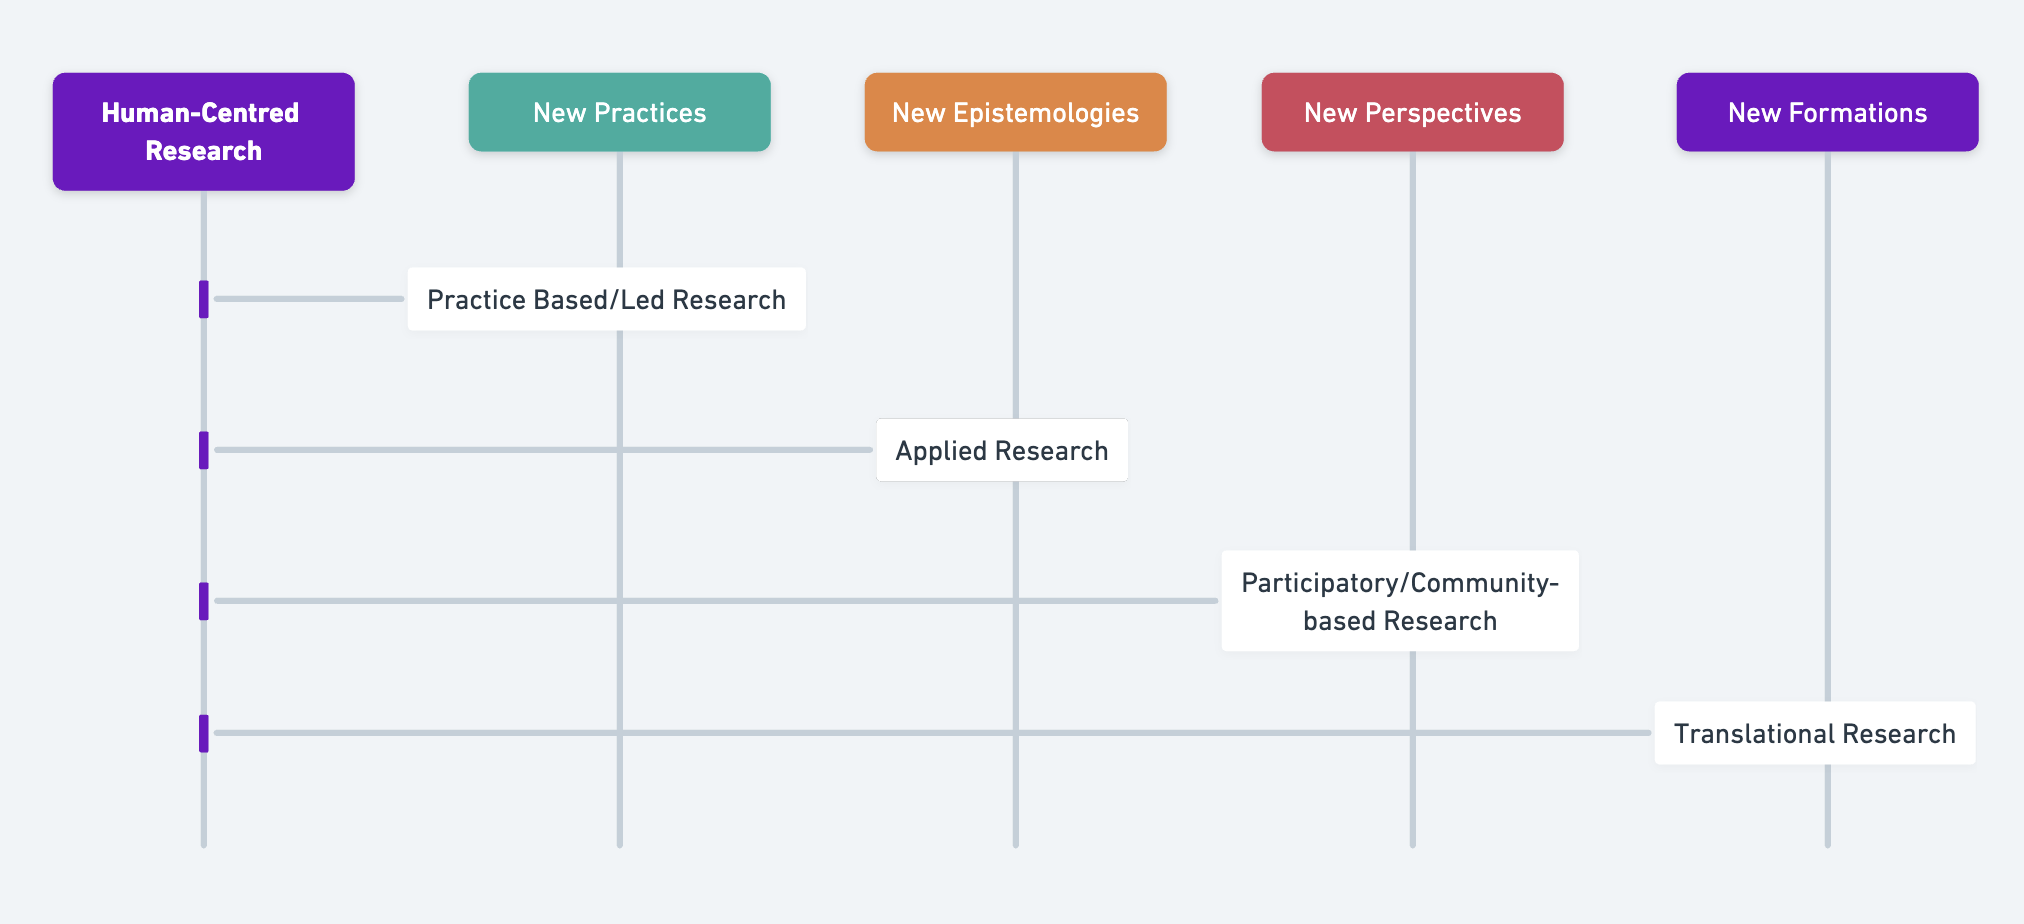 Human-Centred
Research
New Practices
New Epistemologies
New Perspectives
New Formations
Practice Based/Led Research
Applied Research
Participatory/Community-
based Research
Translational Research